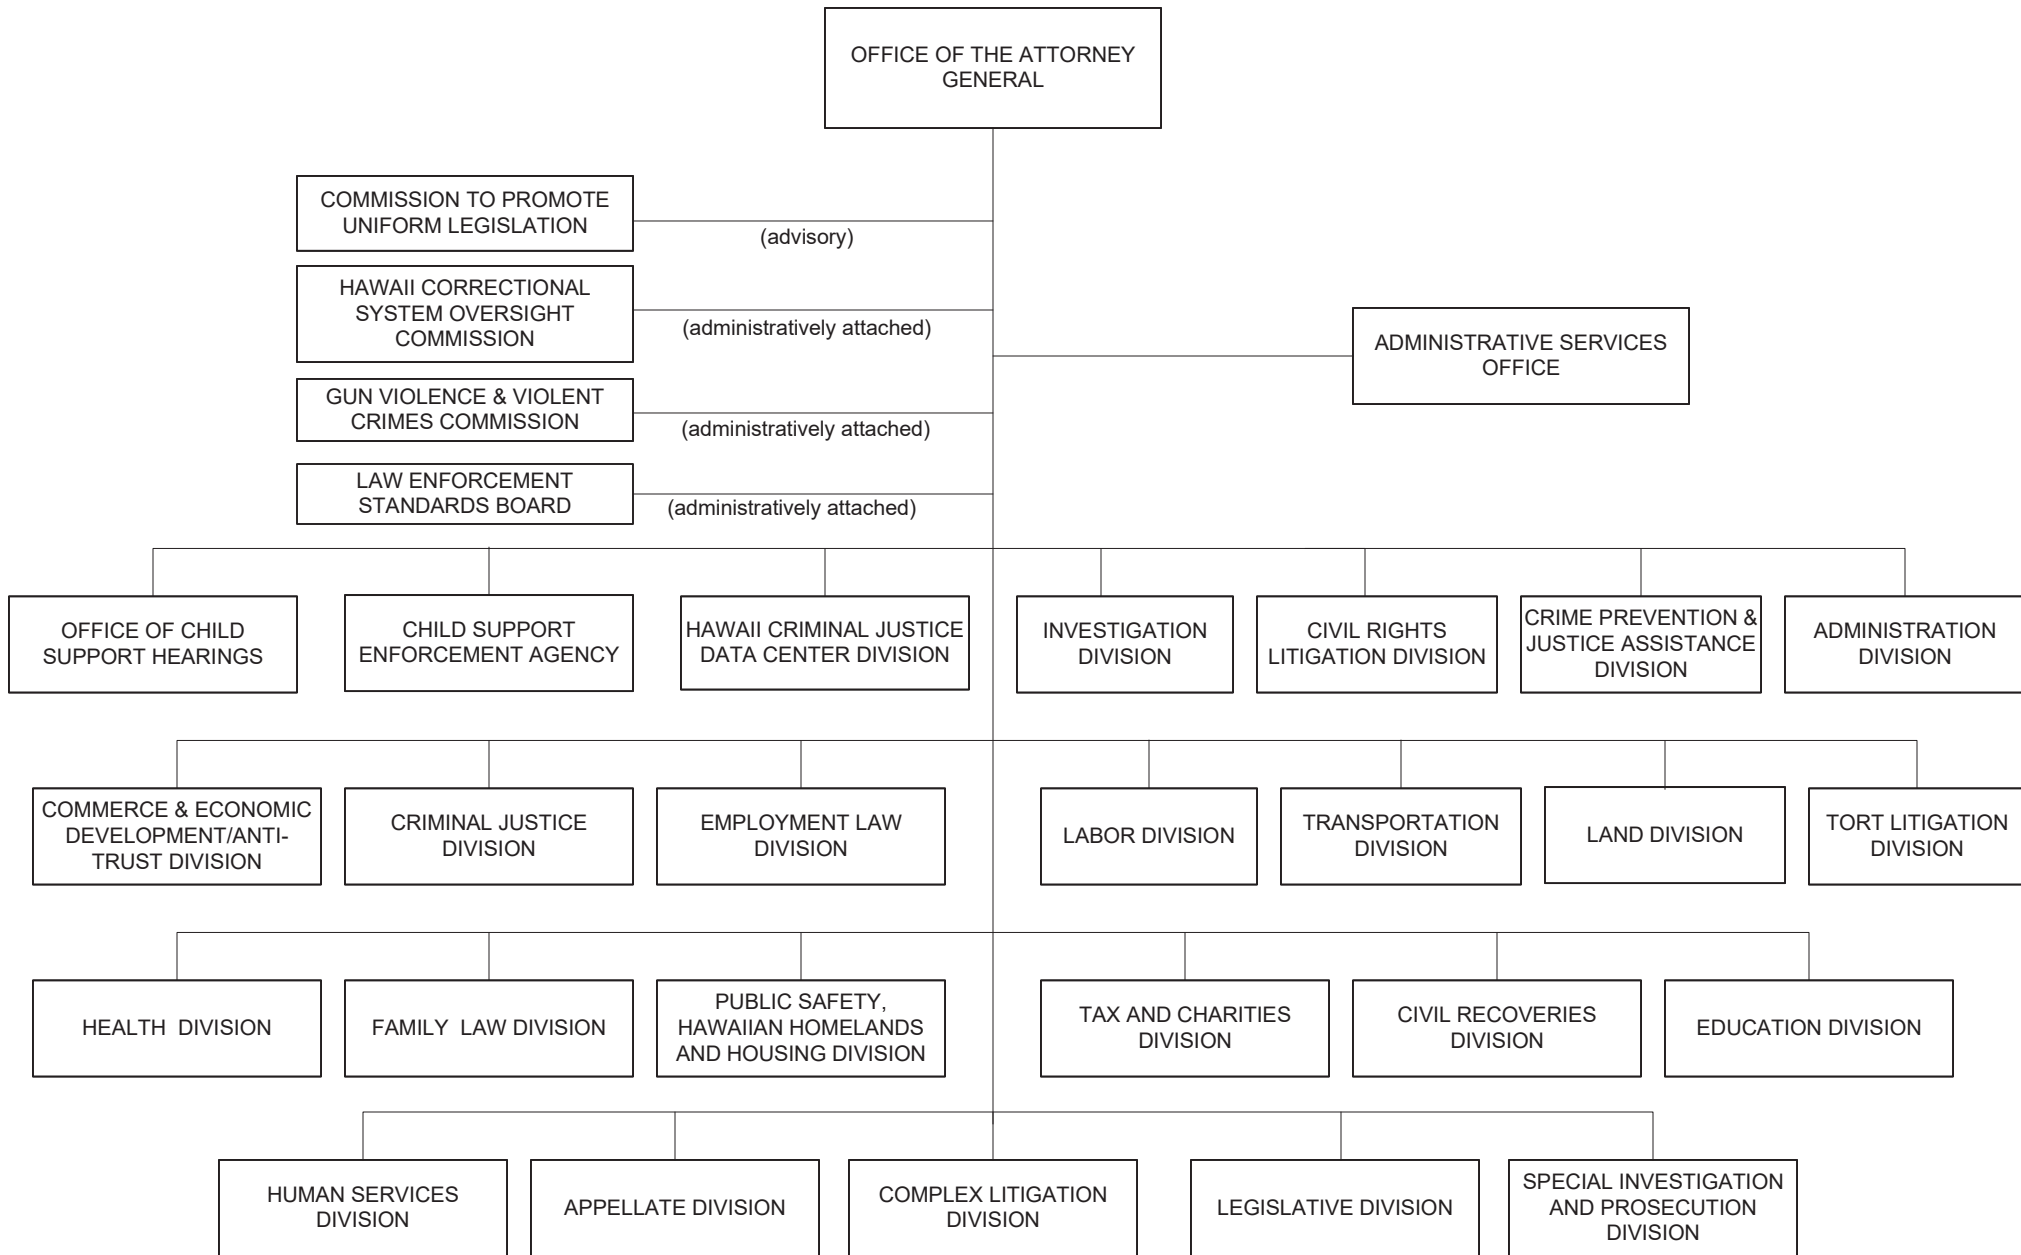 OFFICE OF THE ATTORNEY
GENERAL
COMMISSION TO PROMOTE
UNIFORM LEGISLATION
(advisory)
HAWAII CORRECTIONAL
SYSTEM OVERSIGHT
COMMISSION
(administratively attached)
ADMINISTRATIVE SERVICES
OFFICE
GUN VIOLENCE & VIOLENT
CRIMES COMMISSION
(administratively attached)
LAW ENFORCEMENT
STANDARDS BOARD
(administratively attached)
OFFICE OF CHILD
SUPPORT HEARINGS
CHILD SUPPORT
ENFORCEMENT AGENCY
HAWAII CRIMINAL JUSTICE
DATA CENTER DIVISION
INVESTIGATION
DIVISION
CIVIL RIGHTS
LITIGATION DIVISION
CRIME PREVENTION &
JUSTICE ASSISTANCE
DIVISION
ADMINISTRATION
DIVISION
COMMERCE & ECONOMIC
DEVELOPMENT/ANTI-
TRUST DIVISION
CRIMINAL JUSTICE
DIVISION
EMPLOYMENT LAW
DIVISION
LABOR DIVISION
TRANSPORTATION
DIVISION
LAND DIVISION
TORT LITIGATION
DIVISION
HEALTH DIVISION
FAMILY LAW DIVISION
PUBLIC SAFETY,
HAWAIIAN HOMELANDS
AND HOUSING DIVISION
TAX AND CHARITIES
DIVISION
CIVIL RECOVERIES
DIVISION
EDUCATION DIVISION
HUMAN SERVICES
DIVISION
APPELLATE DIVISION
COMPLEX LITIGATION
DIVISION
LEGISLATIVE DIVISION
SPECIAL INVESTIGATION
AND PROSECUTION
DIVISION